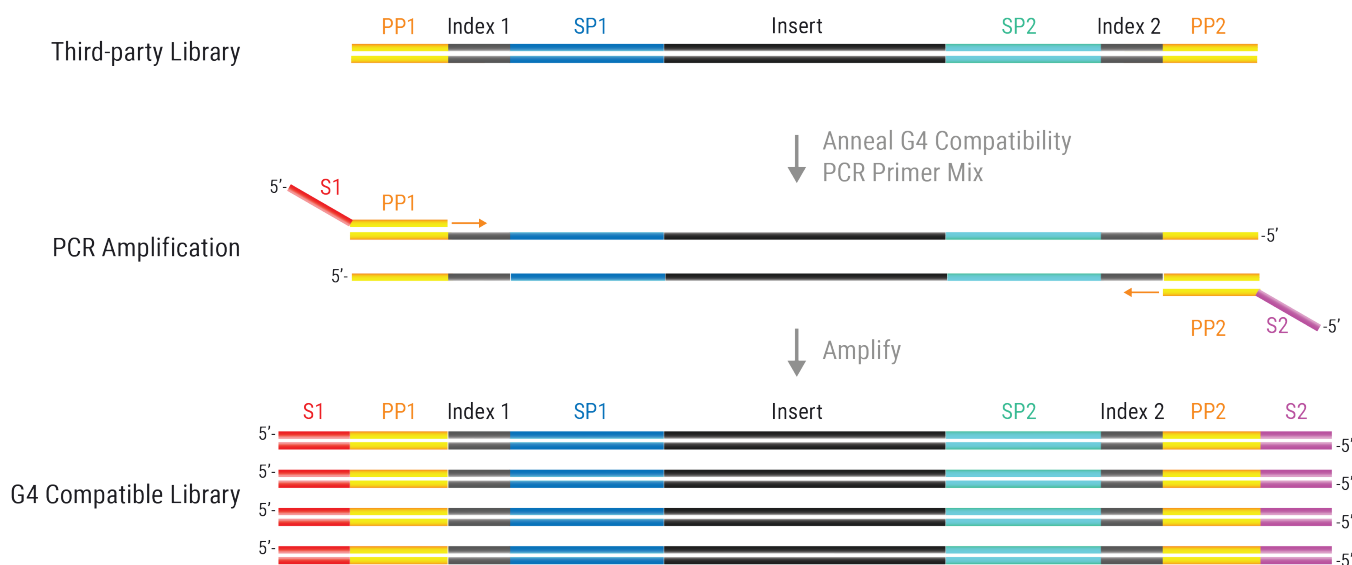 PP1 Index 1 SP1 Insert SP2 Index 2 PP2
Third-party Library
Anneal G4 Compatibility
PCR Primer Mix
5’- S1
PP1
PCR Amplification
-5’
5’-
PP2 S2 -5’
Amplify
S1 PP1 Index 1 SP1 Insert SP2 Index 2 PP2 S2
5’- -5’
5’- -5’
G4 Compatible Library
5’- -5’
5’- -5’